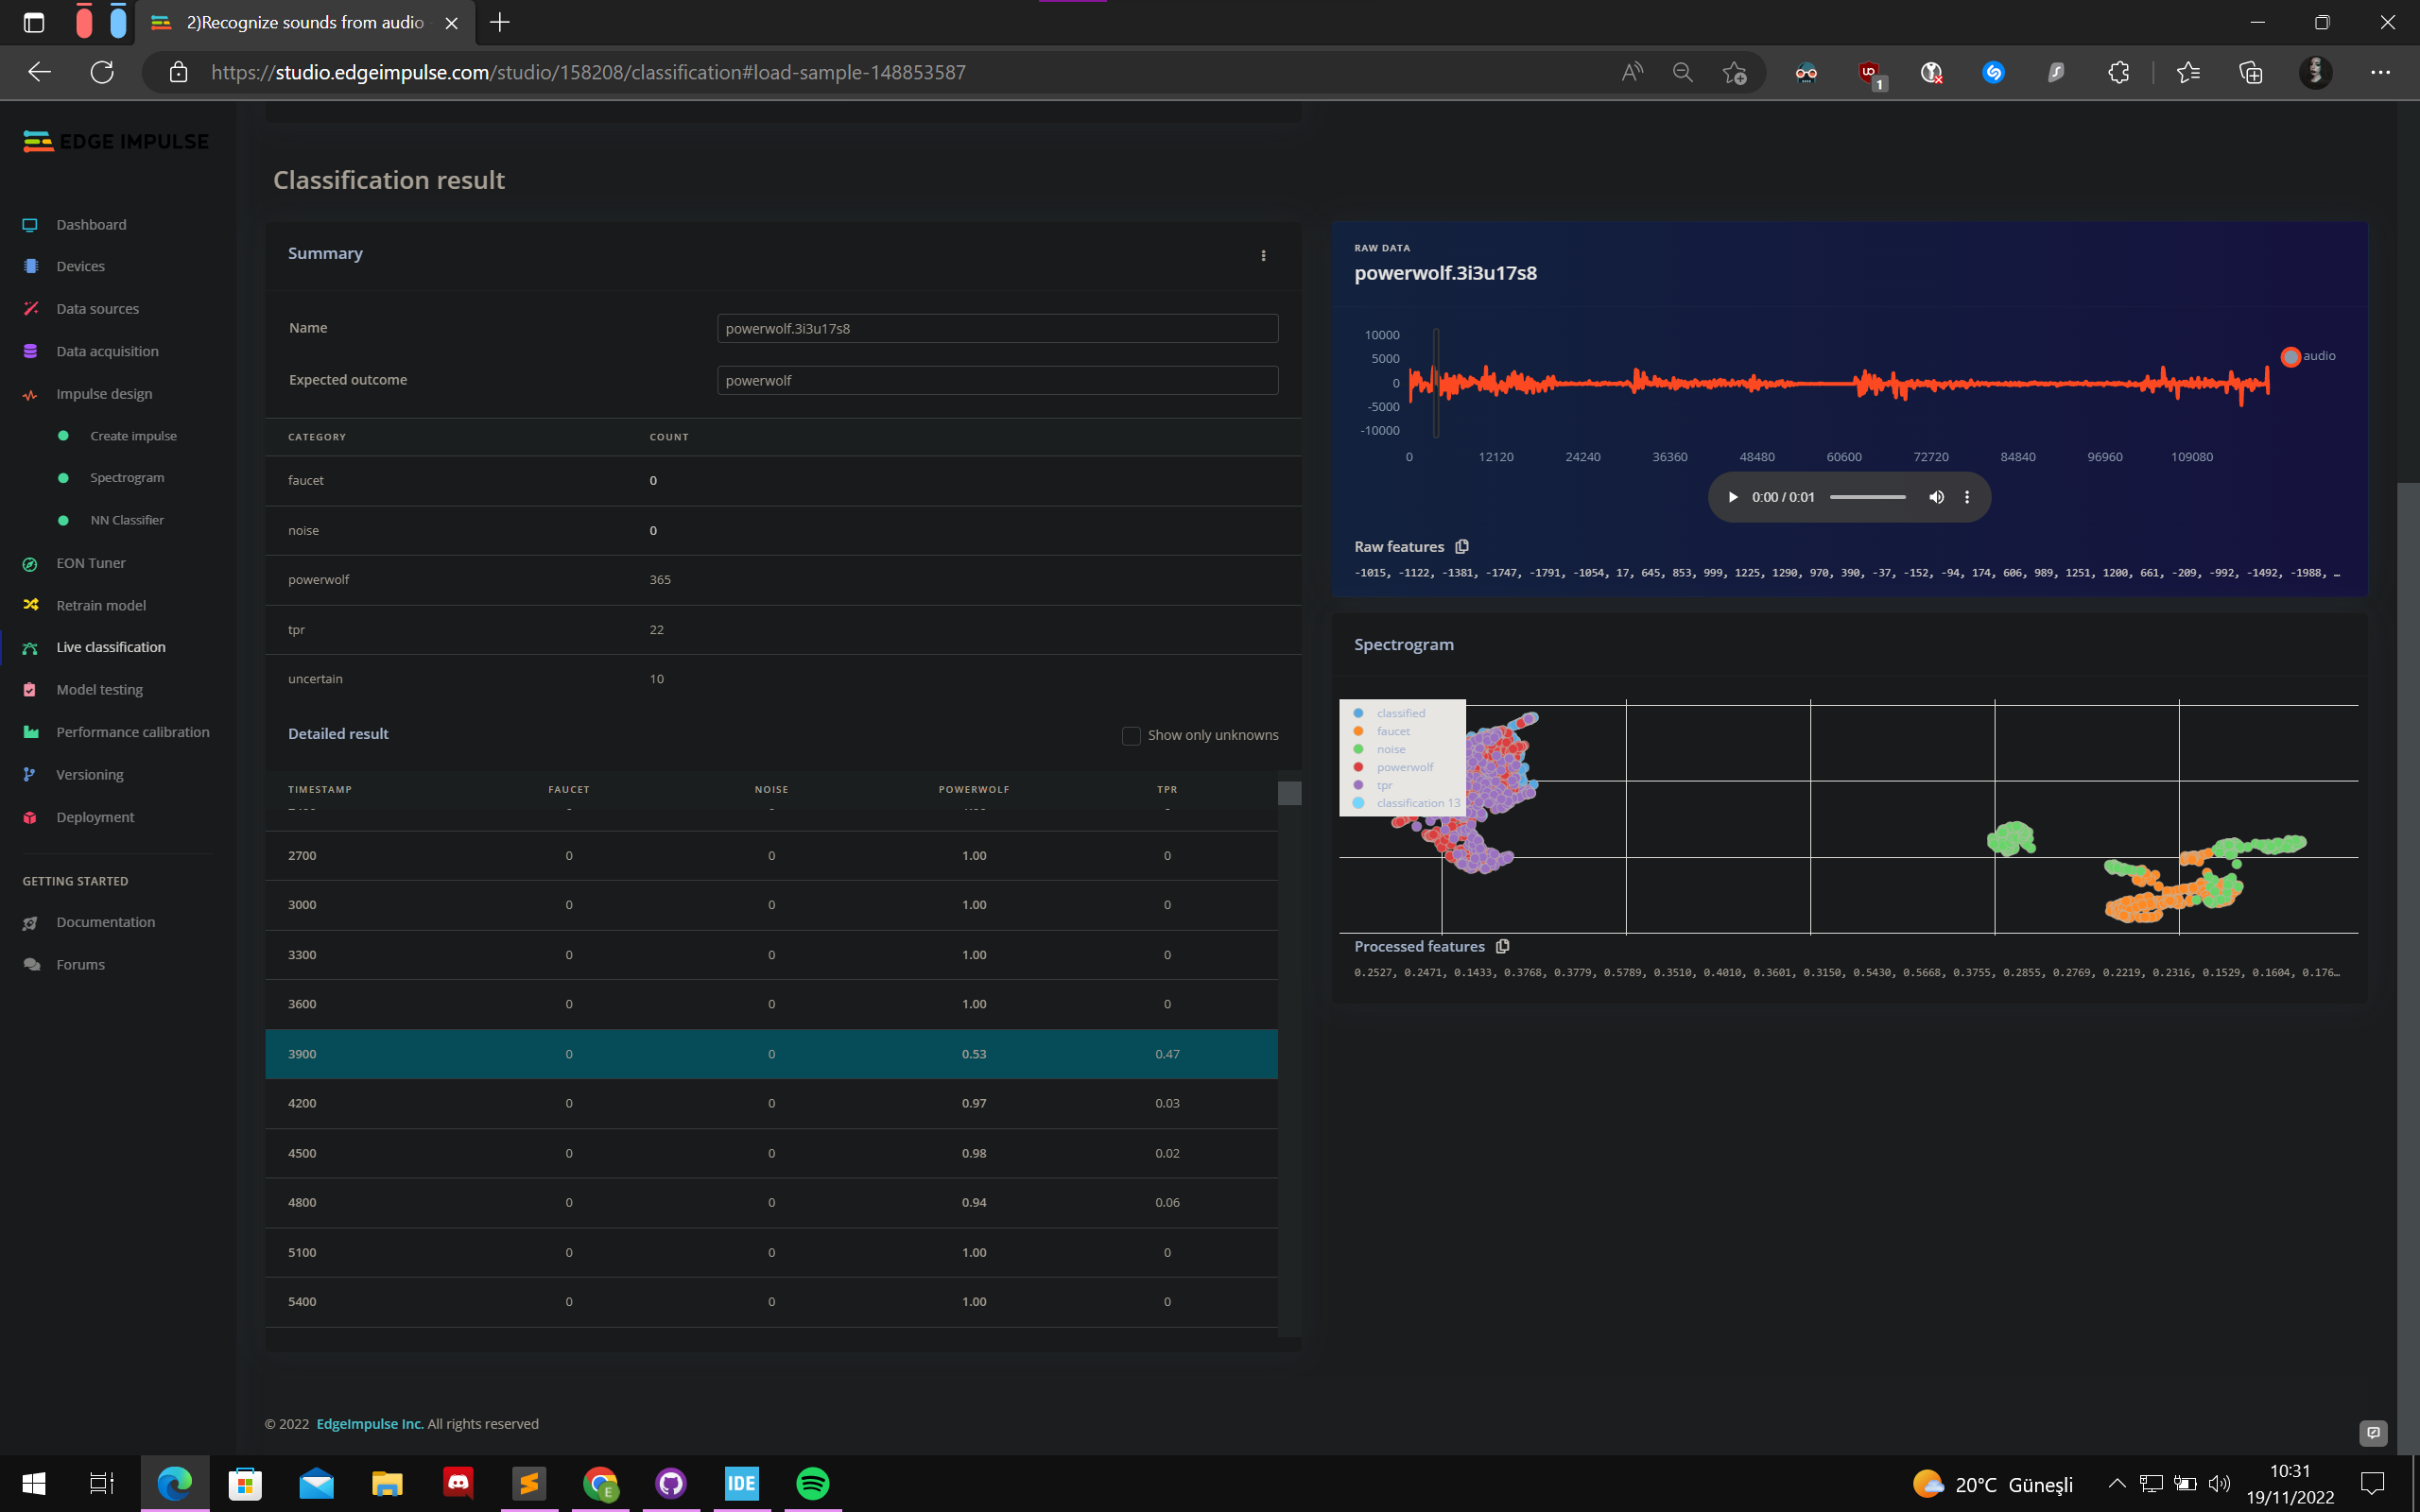 2)Recognize sounds from audio
https://studio.edgeimpulse.com/studio/158208/classification#load-sample-148853587
1
EDGE IMPULSE
Dashboard
Devices
Data sources
Data acquisition
Impulse design
Create impulse
Spectrogram
NN Classifier
EON Tuner
Retrain model
Live classification
Model testing
Performance calibration
Versioning
Deployment
GETTING STARTED
Documentation
Forums
Classification result
Summary
Name powerwolf.3i3u17s8
Expected outcome powerwolf
CATEGORY COUNT
faucet 0
noise 0
powerwolf 365
tpr 22
uncertain 10
Detailed result Show only unknowns
TIMESTAMP FAUCET NOISE POWERWOLF TPR
2700 0 0 1.00 0
3000 0 0 1.00 0
3300 0 0 1.00 0
3600 0 0 1.00 0
3900 0 0 0.53 0.47
4200 0 0 0.97 0.03
4500 0 0 0.98 0.02
4800 0 0 0.94 0.06
5100 0 0 1.00 0
5400 0 0 1.00 0
RAW DATA
powerwolf.3i3u17s8
10000
5000
0
-5000
-10000
audio
0 12120 24240 36360 48480 60600 72720 84840 96960 109080
0:00 / 0:01
Raw features
-1015, -1122, -1381, -1747, -1791, -1054, 17, 645, 853, 999, 1225, 1290, 970, 390, -37, -152, -94, 174, 606, 989, 1251, 1200, 661, -209, -992, -1492, -1988, …
Spectrogram
classified
faucet
noise
powerwolf
tpr
classification 13
Processed features
0.2527, 0.2471, 0.1433, 0.3768, 0.3779, 0.5789, 0.3510, 0.4010, 0.3601, 0.3150, 0.5430, 0.5668, 0.3755, 0.2855, 0.2769, 0.2219, 0.2316, 0.1529, 0.1604, 0.176…
© 2022 EdgeImpulse Inc. All rights reserved
IDE
E
20°C Güneşli
10:31
19/11/2022